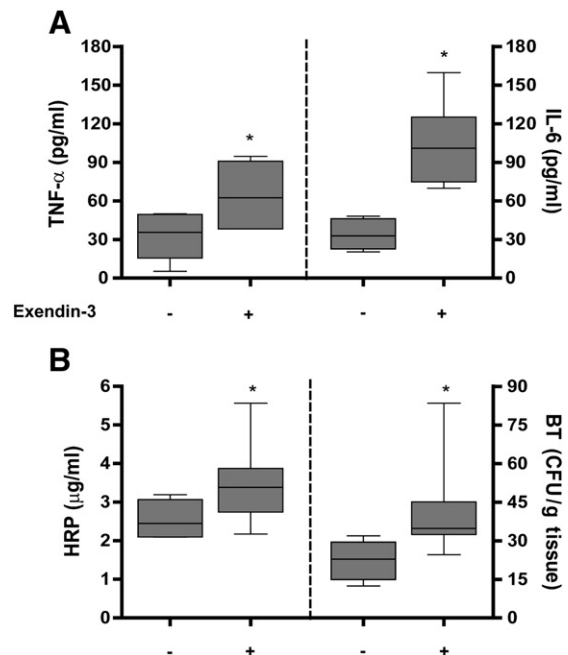 A
180 180
150 150
120 120
90 90
60 60
30 30
0 0
TNF-α (pg/ml)
IL-6 (pg/ml)
* *
Exendin-3 - + - +
B
6 90
5 75
4 60
3 45
2 30
1 15
0 0
HRP (μg/ml)
BT (CFU/g tissue)
* *
- + - +